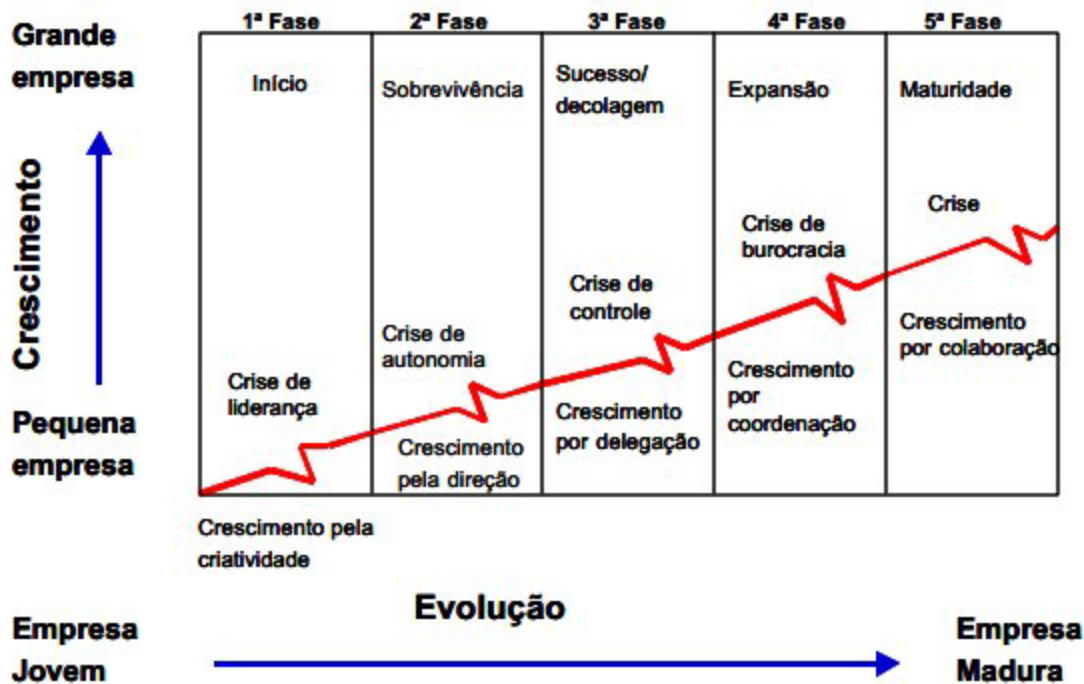 1ª Fase
2ª Fase
3ª Fase
4ª Fase
5ª Fase
Grande
empresa
Início
Sobrevivência
Sucesso/
decolagem
Expansão
Maturidade
Crescimento
Crise de
liderança
Crise de
autonomia
Crise de
controle
Crise de
burocracia
Crise
Pequena
empresa
Crescimento pela
criatividade
Crescimento
pela direção
Crescimento
por delegação
Crescimento
por
coordenação
Crescimento
por colaboração
Evolução
Empresa
Jovem
Empresa
Madura